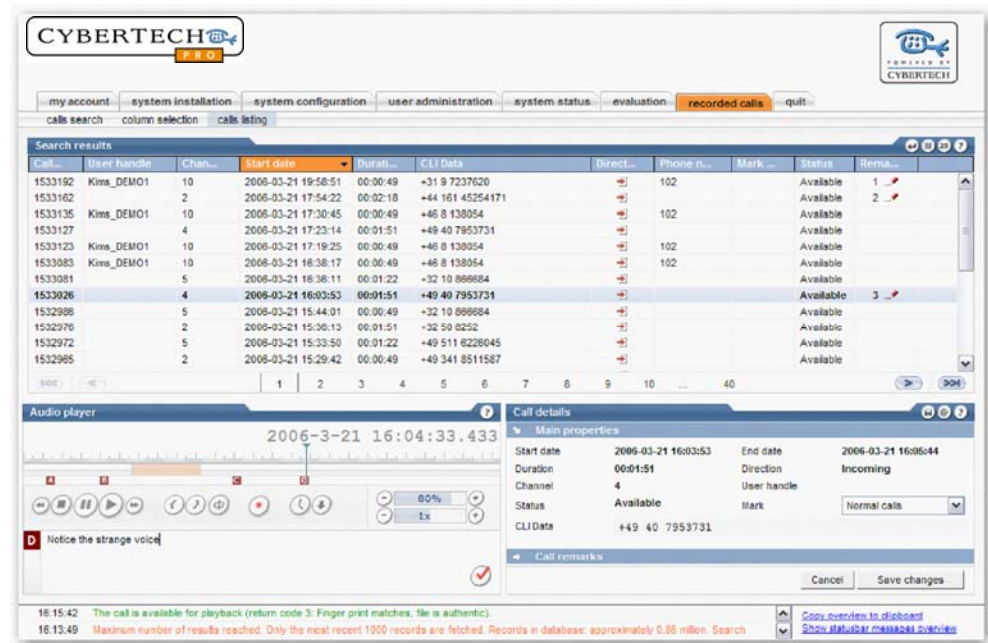 CYBERTECH
PRO
POWERED BY
CYBERTECH
my account system installation system configuration user administration system status evaluation recorded calls quit
calls search column selection calls listing
Search results
Call... User handle Chan... Start date Durati... CLI Data Direct... Phone n... Mark ... Status Rema...
1533192 Kims_DEMO1 10 2006-03-21 19:58:51 00:00:49 +31 9 7237620 102 Available 1
1533162 2 2006-03-21 17:54:22 00:02:18 +44 161 45254171 Available 2
1533135 Kims_DEMO1 10 2006-03-21 17:30:45 00:00:49 +46 8 138054 102 Available
1533127 4 2006-03-21 17:23:14 00:01:51 +49 40 7953731 Available
1533123 Kims_DEMO1 10 2006-03-21 17:19:25 00:00:49 +46 8 138054 102 Available
1533083 Kims_DEMO1 10 2006-03-21 16:38:17 00:00:49 +46 8 138054 102 Available
1533081 5 2006-03-21 16:36:11 00:01:22 +32 10 866684 Available
1533026 4 2006-03-21 16:03:53 00:01:51 +49 40 7953731 Available 3
1532986 5 2006-03-21 15:44:01 00:00:49 +32 10 866684 Available
1532976 2 2006-03-21 15:36:13 00:01:51 +32 50 8252 Available
1532972 5 2006-03-21 15:33:50 00:01:22 +49 511 6226045 Available
1532965 2 2006-03-21 15:29:42 00:00:49 +49 341 8511587 Available
1 2 3 4 5 6 7 8 9 10 ... 40
Audio player
2006-3-21 16:04:33.433
A B C D
80%
1x
D Notice the strange voice
Call details
Main properties
Start date 2006-03-21 16:03:53 End date 2006-03-21 16:05:44
Duration 00:01:51 Direction Incoming
Channel 4 User handle
Status Available Mark Normal calls
CLI Data +49 40 7953731
Call remarks
Cancel Save changes
16:15:42 The call is available for playback (return code 3: Finger print matches, file is authentic).
16:13:49 Maximum number of results reached. Only the most recent 1000 records are fetched. Records in database: approximately 0,86 million. Search
Copy overview to clipboard
Show statusbar messages overview